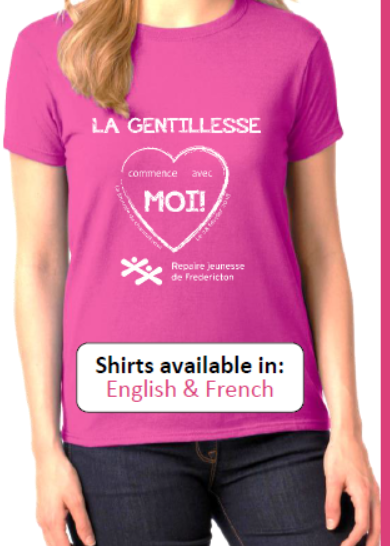 LA GENTILLESSE
commence avec
MOI!
Repaire jeunesse
de Fredericton
Shirts available in:
English & French